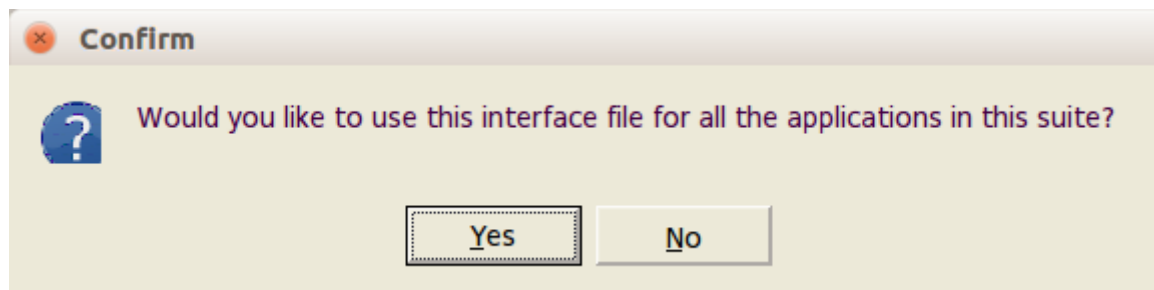 Confirm
Would you like to use this interface file for all the applications in this suite?
Yes No